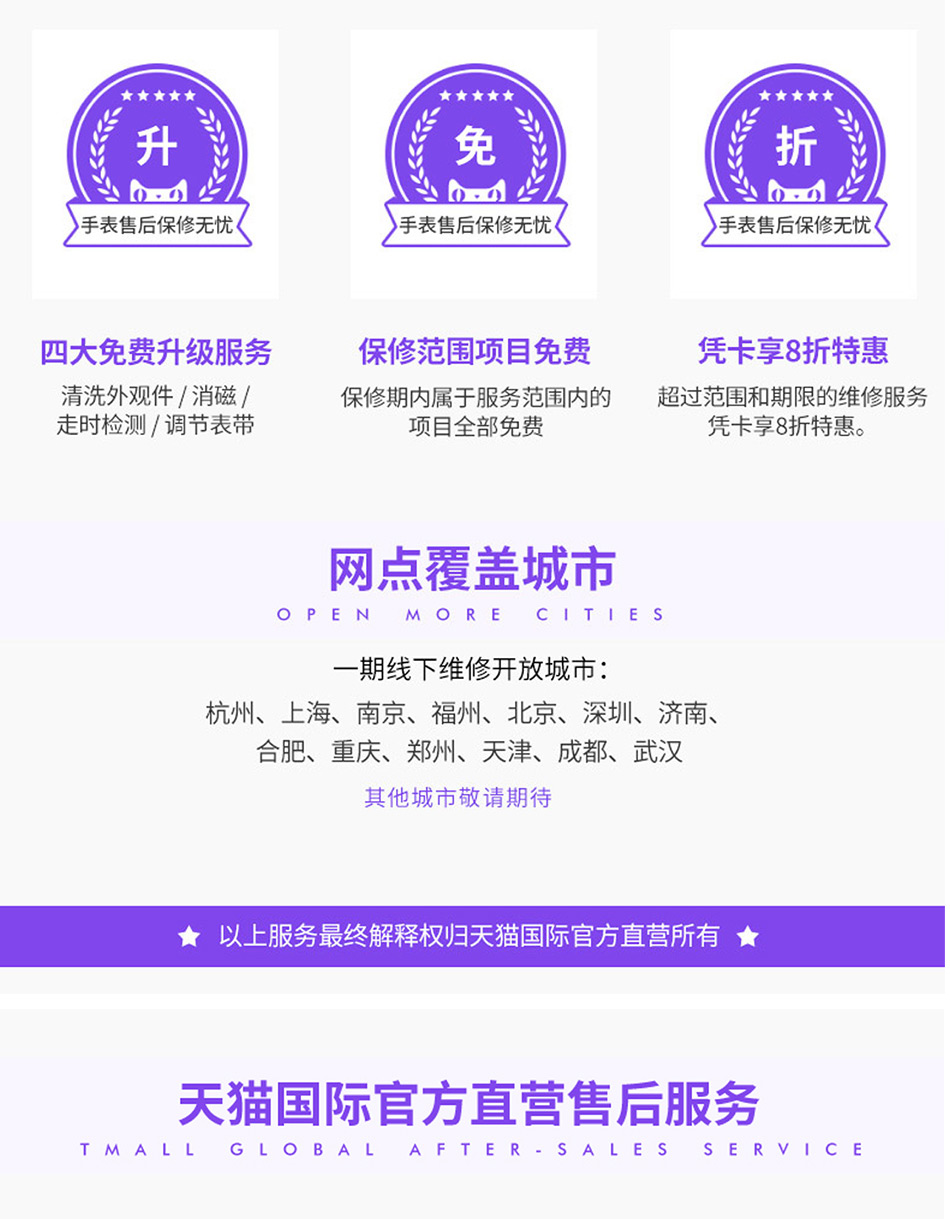 升
手表售后保修无忧
四大免费升级服务
清洗外观件 / 消磁 /
走时检测 / 调节表带
免
手表售后保修无忧
保修范围项目免费
保修期内属于服务范围内的
项目全部免费
折
手表售后保修无忧
凭卡享8折特惠
超过范围和期限的维修服务
凭卡享8折特惠。
网点覆盖城市
OPEN MORE CITIES
一期线下维修开放城市：
杭州、上海、南京、福州、北京、深圳、济南、
合肥、重庆、郑州、天津、成都、武汉
其他城市敬请期待
以上服务最终解释权归天猫国际官方直营所有
天猫国际官方直营售后服务
TMALL GLOBAL AFTER-SALES SERVICE